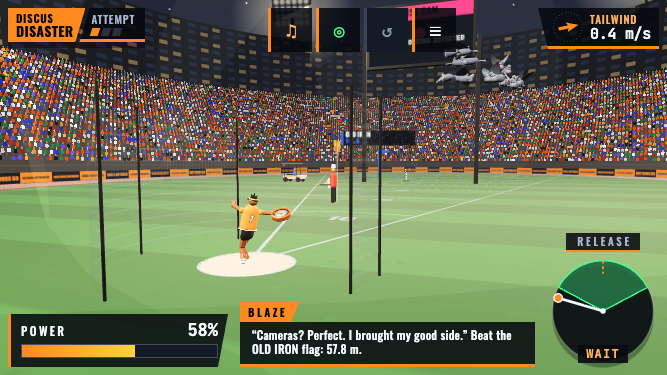 DISCUS
DISASTER
ATTEMPT
TAILWIND
0.4 m/s
RELEASE
WAIT
POWER
58%
BLAZE
“Cameras? Perfect. I brought my good side.” Beat the
OLD IRON flag: 57.8 m.